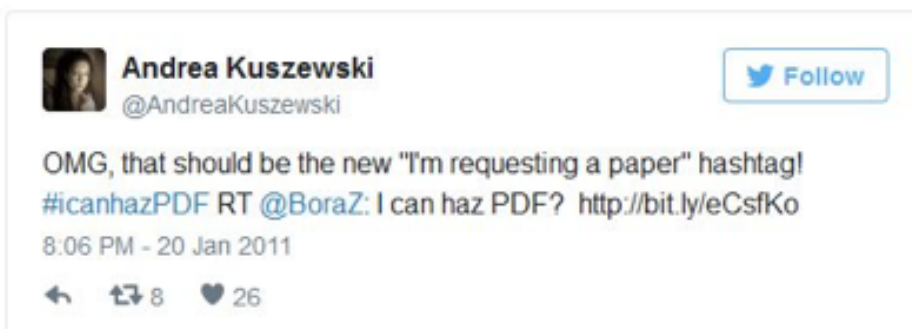 Andrea Kuszewski
@AndreaKuszewski
Follow
OMG, that should be the new "I'm requesting a paper" hashtag!
#icanhazPDF RT @BoraZ: I can haz PDF? http://bit.ly/eCsfKo
8:06 PM - 20 Jan 2011
8 26